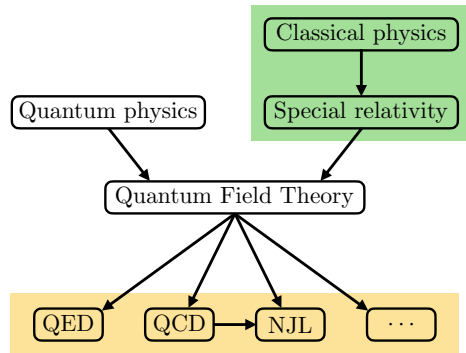 Classical physics
Quantum physics
Special relativity
Quantum Field Theory
QED
QCD
NJL
···